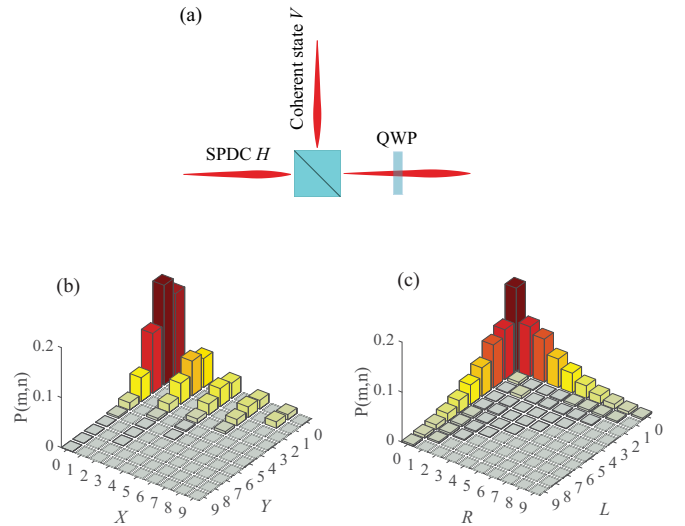 (a)
Coherent state V
QWP
SPDC H
(b)
(c)
0.2
0.1
0
P(m,n)
0 1 2 3 4 5 6 7 8 9
X
9 8 7 6 5 4 3 2 1 0
Y
0.2
0.1
0
P(m,n)
0 1 2 3 4 5 6 7 8 9
R
9 8 7 6 5 4 3 2 1 0
L